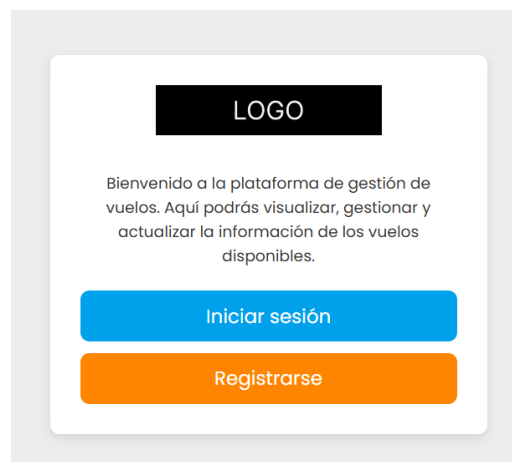 LOGO
Bienvenido a la plataforma de gestión de
vuelos. Aquí podrás visualizar, gestionar y
actualizar la información de los vuelos
disponibles.
Iniciar sesión
Registrarse